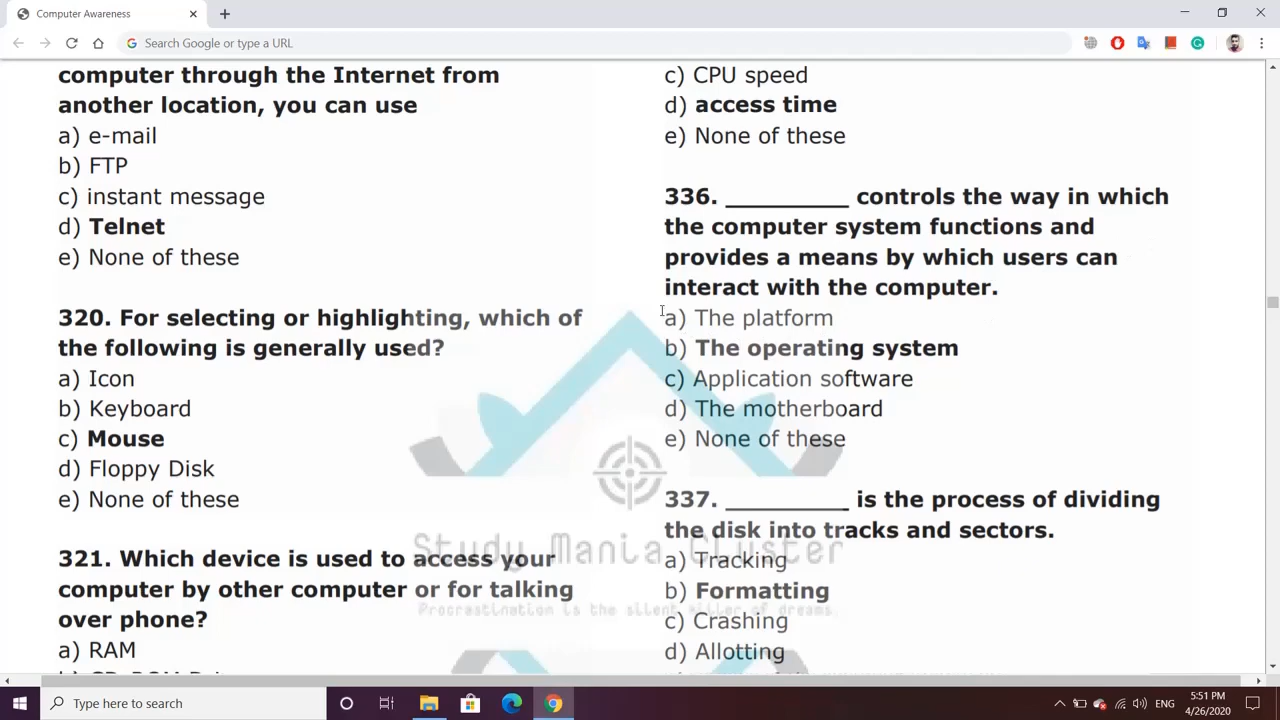 Computer Awareness
Search Google or type a URL
computer through the Internet from
another location, you can use
a) e-mail
b) FTP
c) instant message
d) Telnet
e) None of these
320. For selecting or highlighting, which of
the following is generally used?
a) Icon
b) Keyboard
c) Mouse
d) Floppy Disk
e) None of these
321. Which device is used to access your
computer by other computer or for talking
over phone?
a) RAM
c) CPU speed
d) access time
e) None of these
336. __________ controls the way in which
the computer system functions and
provides a means by which users can
interact with the computer.
a) The platform
b) The operating system
c) Application software
d) The motherboard
e) None of these
337. __________ is the process of dividing
the disk into tracks and sectors.
a) Tracking
b) Formatting
c) Crashing
d) Allotting
Study Mania Cluster
Procrastination is the silent killer of dreams.
Type here to search
ENG
5:51 PM
4/26/2020